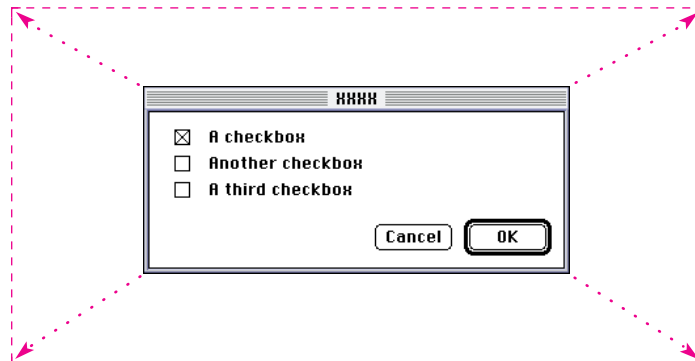 XXXX
A checkbox
Another checkbox
A third checkbox
Cancel
OK